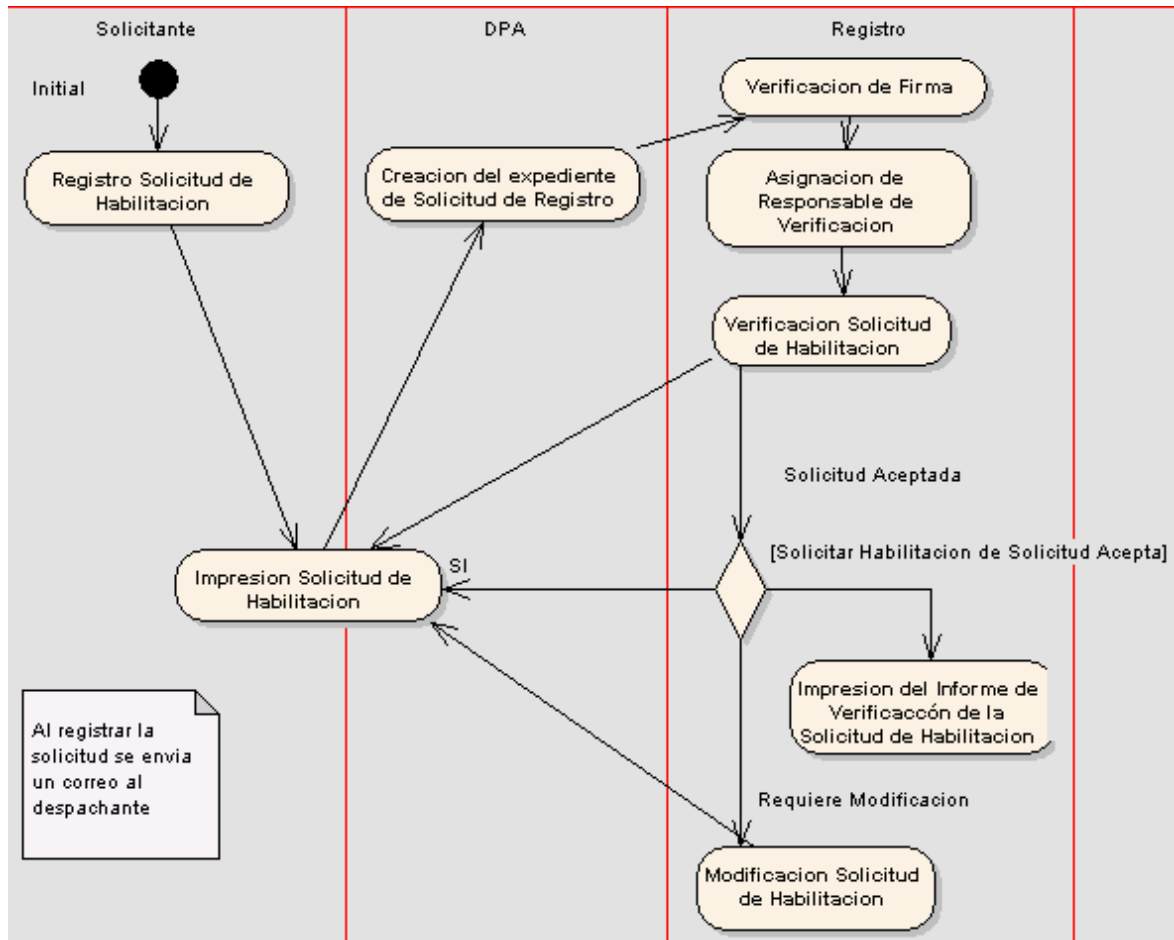 Solicitante
DPA
Registro
Initial
Verificacion de Firma
Registro Solicitud de
Habilitacion
Creacion del expediente
de Solicitud de Registro
Asignacion de
Responsable de
Verificacion
Verificacion Solicitud
de Habilitacion
Solicitud Aceptada
[Solicitar Habilitacion de Solicitud Acepta]
SI
Impresion Solicitud de
Habilitacion
Impresion del Informe de
Verificaccón de la
Solicitud de Habilitacion
Al registrar la
solicitud se envia
un correo al
despachante
Requiere Modificacion
Modificacion Solicitud
de Habilitacion